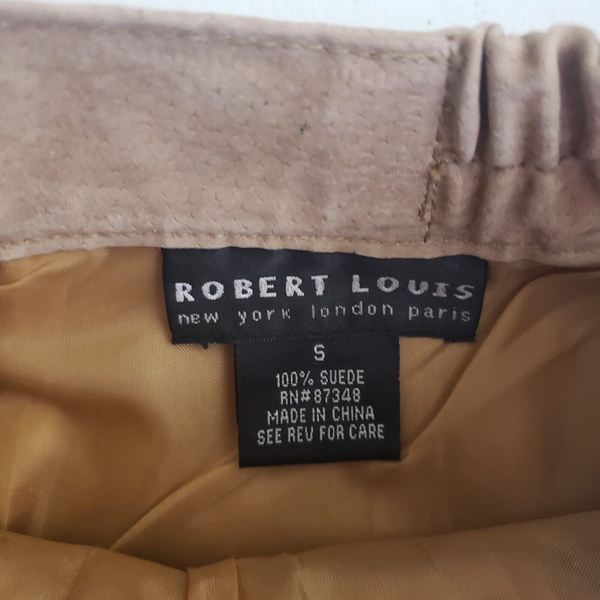 ROBERT LOUIS
new york london paris
S
100% SUEDE
RN#87348
MADE IN CHINA
SEE REV FOR CARE